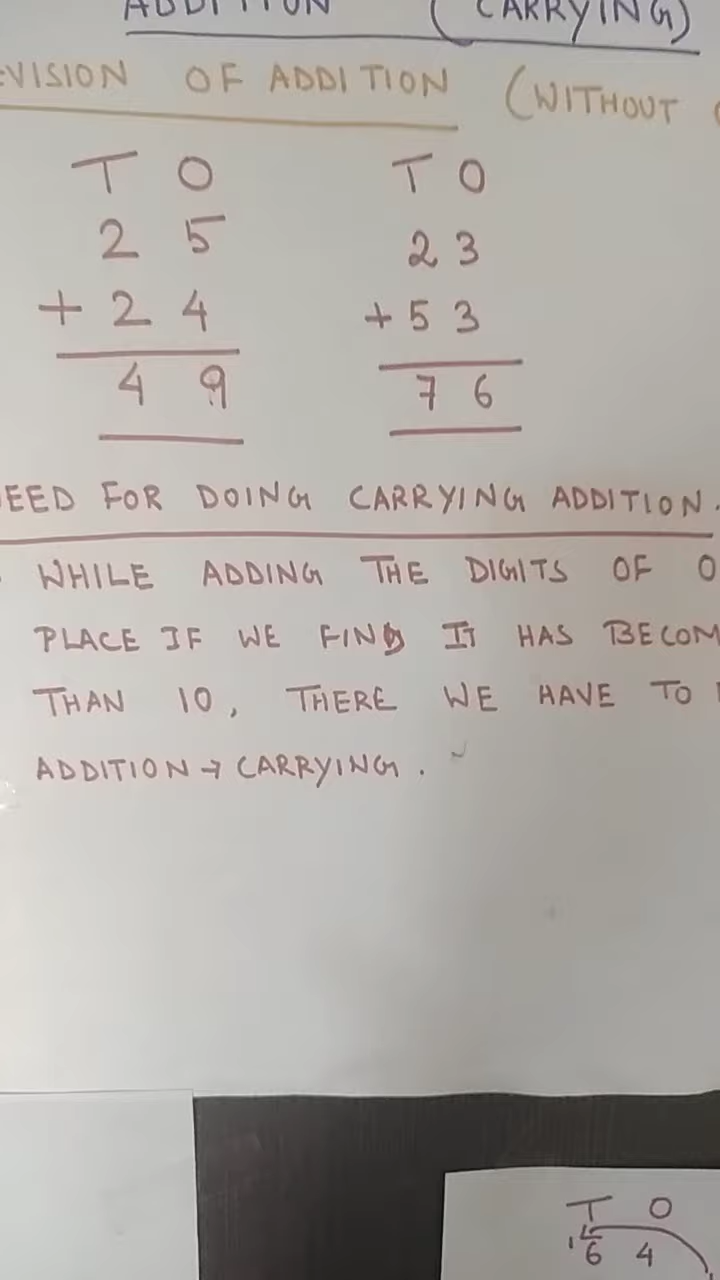 ADDITION (CARRYING)
EVISION OF ADDITION (WITHOUT
T O T O
2 5 2 3
+ 2 4 + 5 3
4 9 7 6
EED FOR DOING CARRYING ADDITION.
WHILE ADDING THE DIGITS OF O
PLACE IF WE FIND IT HAS BECOM
THAN 10, THERE WE HAVE TO
ADDITION → CARRYING.
T O
6 4